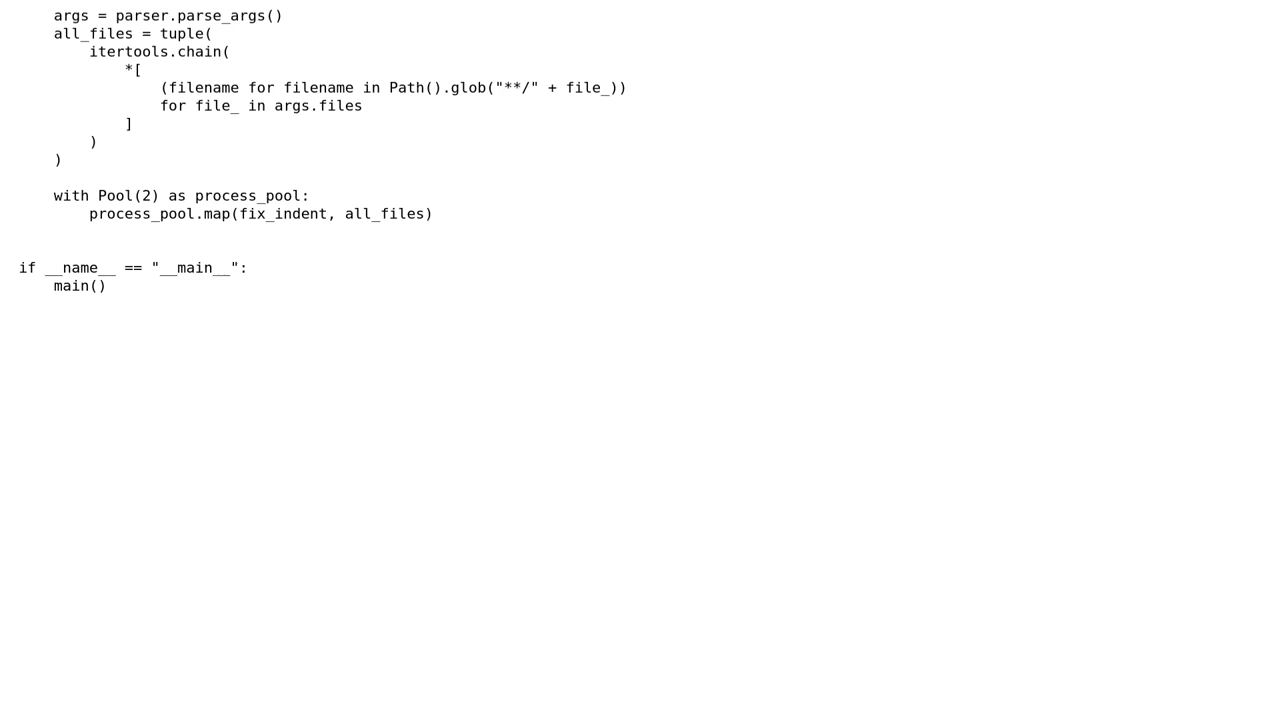 args = parser.parse_args()
    all_files = tuple(
        itertools.chain(
            *[
                (filename for filename in Path().glob("**/" + file_))
                for file_ in args.files
            ]
        )
    )

    with Pool(2) as process_pool:
        process_pool.map(fix_indent, all_files)


if __name__ == "__main__":
    main()